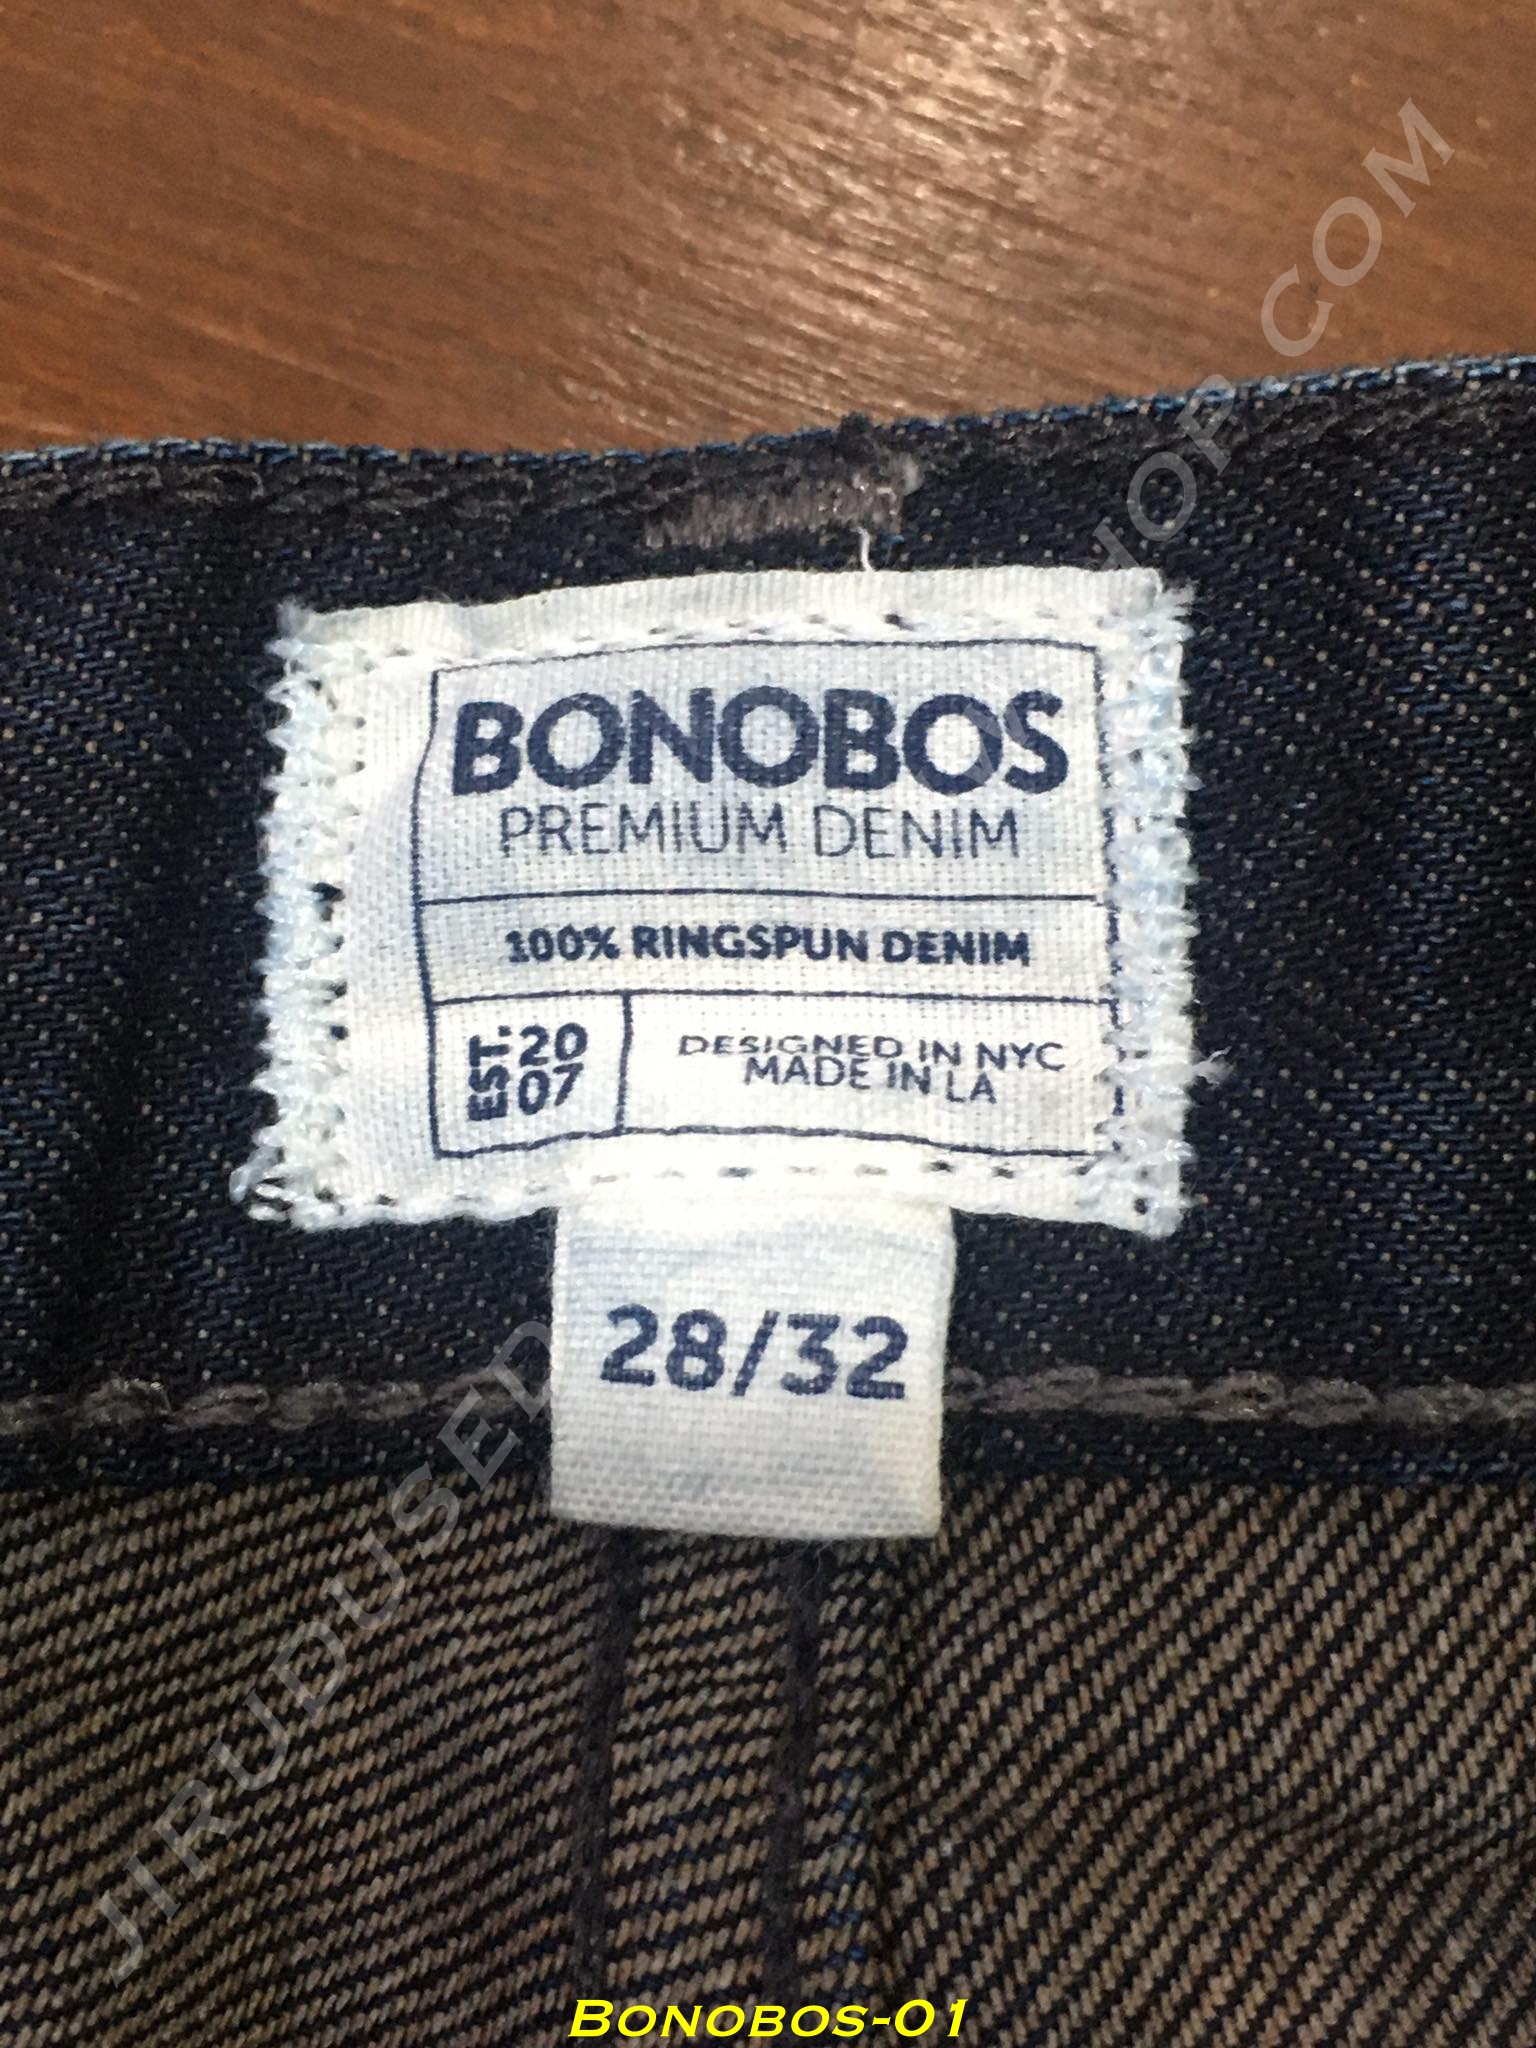 BONOBOS
PREMIUM DENIM
100% RINGSPUN DENIM
EST. 20
07
DESIGNED IN NYC
MADE IN LA
28/32
BONOBOS-01